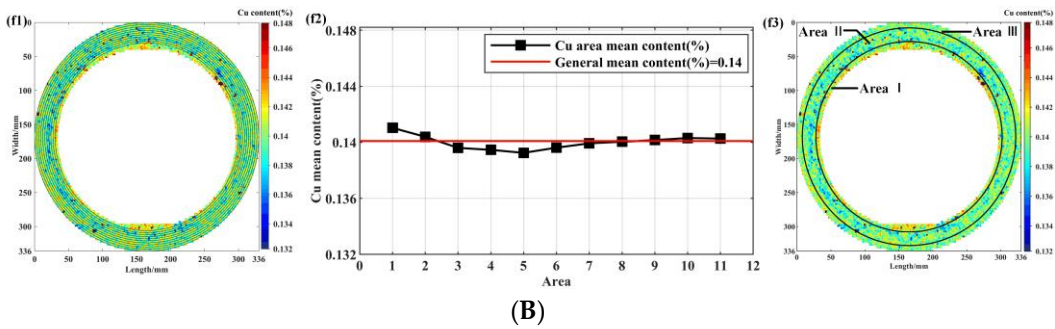 (f1)
Cu content(%)
0
50
100
150
200
250
300
336
Width/mm
0 50 100 150 200 250 300 336
Length/mm
0.148
0.146
0.144
0.142
0.14
0.138
0.136
0.134
0.132
(f2)
0.148
0.144
0.14
0.136
0.132
Cu mean content(%)
Cu area mean content(%)
General mean content(%)=0.14
0 1 2 3 4 5 6 7 8 9 10 11 12
Area
(f3)
Cu content(%)
Area Ⅱ
Area Ⅲ
Area Ⅰ
0
50
100
150
200
250
300
336
Width/mm
0 50 100 150 200 250 300 336
Length/mm
0.148
0.146
0.144
0.142
0.14
0.138
0.136
0.134
0.132
(B)